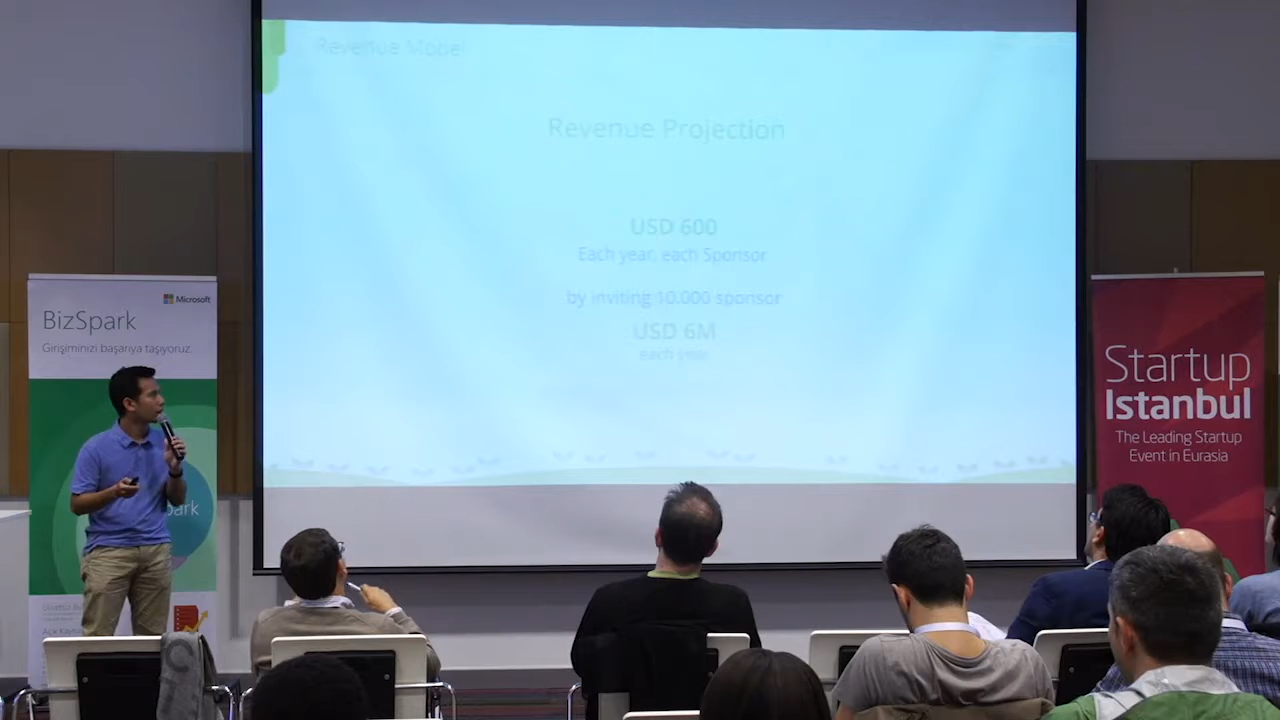 Revenue Model
Revenue Projection
USD 600
Each year, each Sponsor
by inviting 10.000 sponsor
USD 6M
each year
Microsoft
BizSpark
Girişiminizi başarıya taşıyoruz.
park
Startup
Istanbul
The Leading Startup
Event in Eurasia